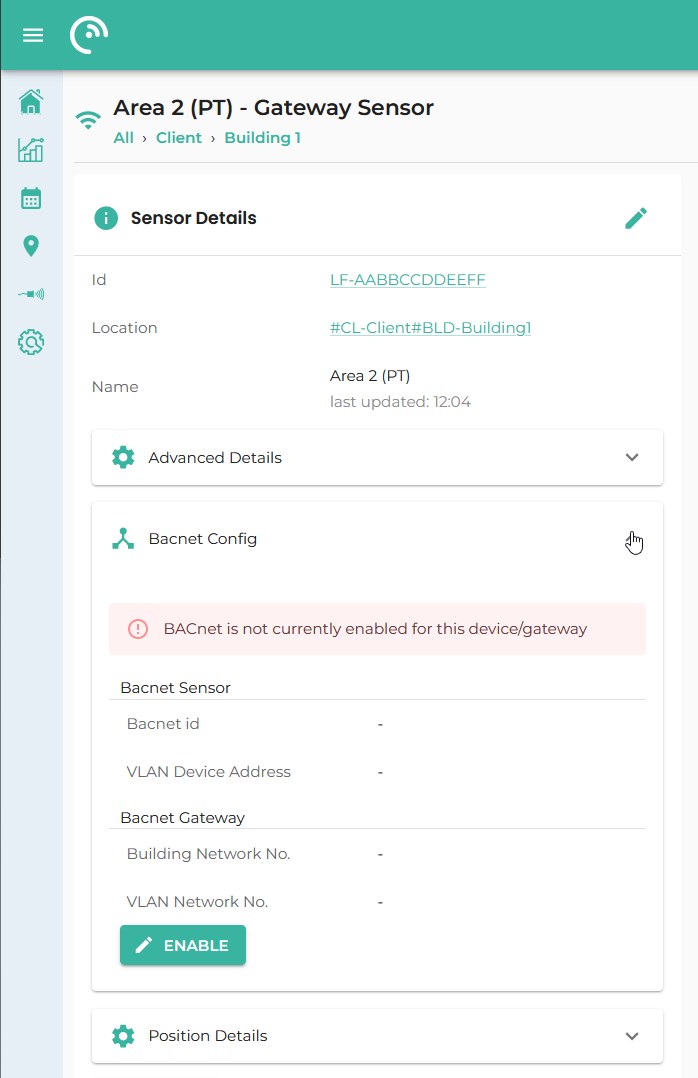 Area 2 (PT) - Gateway Sensor
All › Client › Building 1
Sensor Details
Id LF-AABBCCDDEEFF
Location #CL-Client#BLD-Building1
Name Area 2 (PT)
last updated: 12:04
Advanced Details
Bacnet Config
BACnet is not currently enabled for this device/gateway
Bacnet Sensor
Bacnet id -
VLAN Device Address -
Bacnet Gateway
Building Network No. -
VLAN Network No. -
ENABLE
Position Details